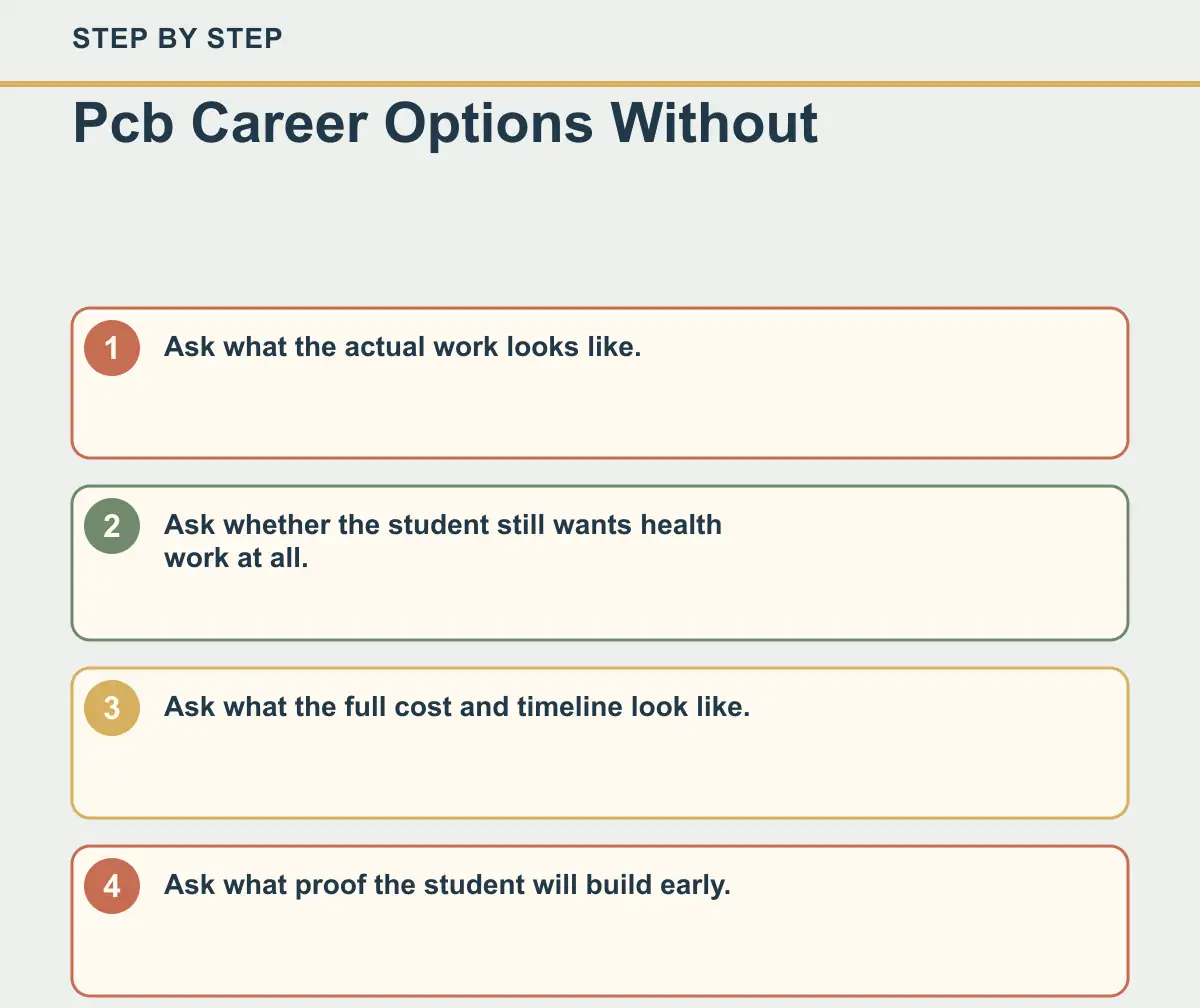 STEP BY STEP
Pcb Career Options Without
1 Ask what the actual work looks like.
2 Ask whether the student still wants health
work at all.
3 Ask what the full cost and timeline look like.
4 Ask what proof the student will build early.